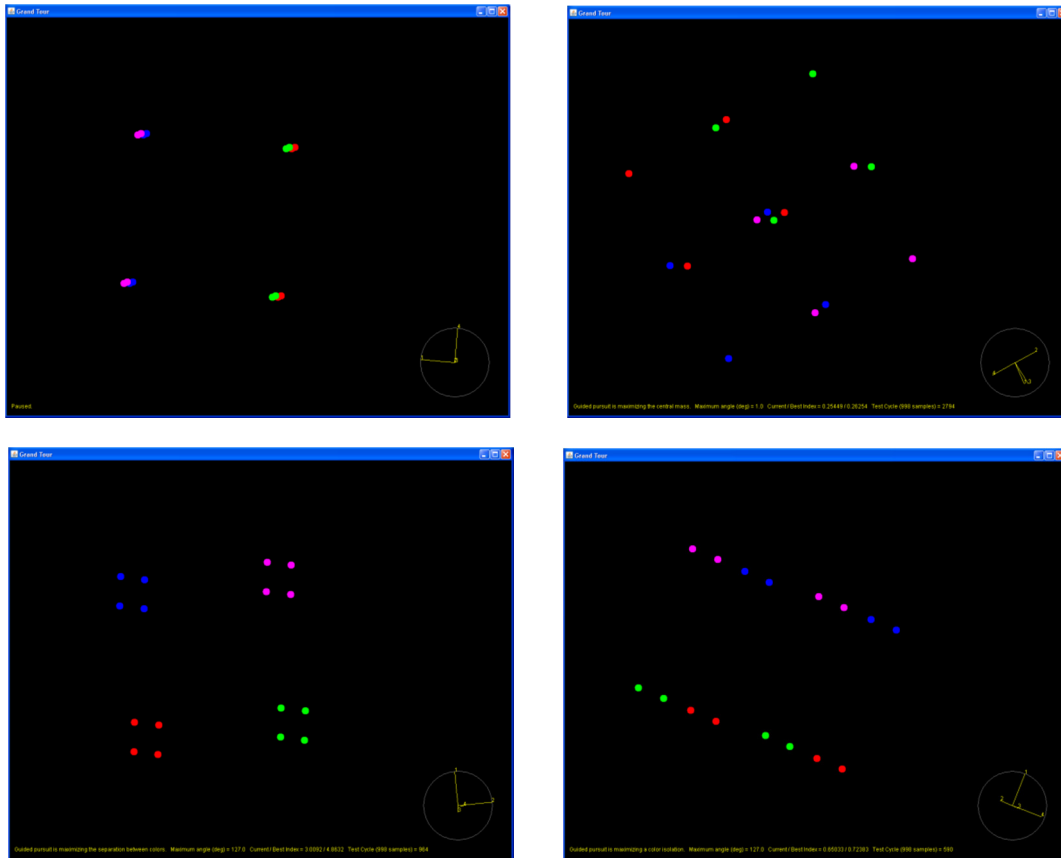 Grand Tour
Paused.
Grand Tour
Guided pursuit is maximizing the central mass. Maximum angle (deg) = 1.0 Current / Best Index = 0.25449 / 0.26254 Test Cycle (990 samples) = 2794
Grand Tour
Guided pursuit is maximizing the separation between colors. Maximum angle (deg) = 127.0 Current / Best Index = 3.0092 / 4.6632 Test Cycle (990 samples) = 964
Grand Tour
Guided pursuit is maximizing a color isolation. Maximum angle (deg) = 127.0 Current / Best Index = 0.65033 / 0.72383 Test Cycle (990 samples) = 590